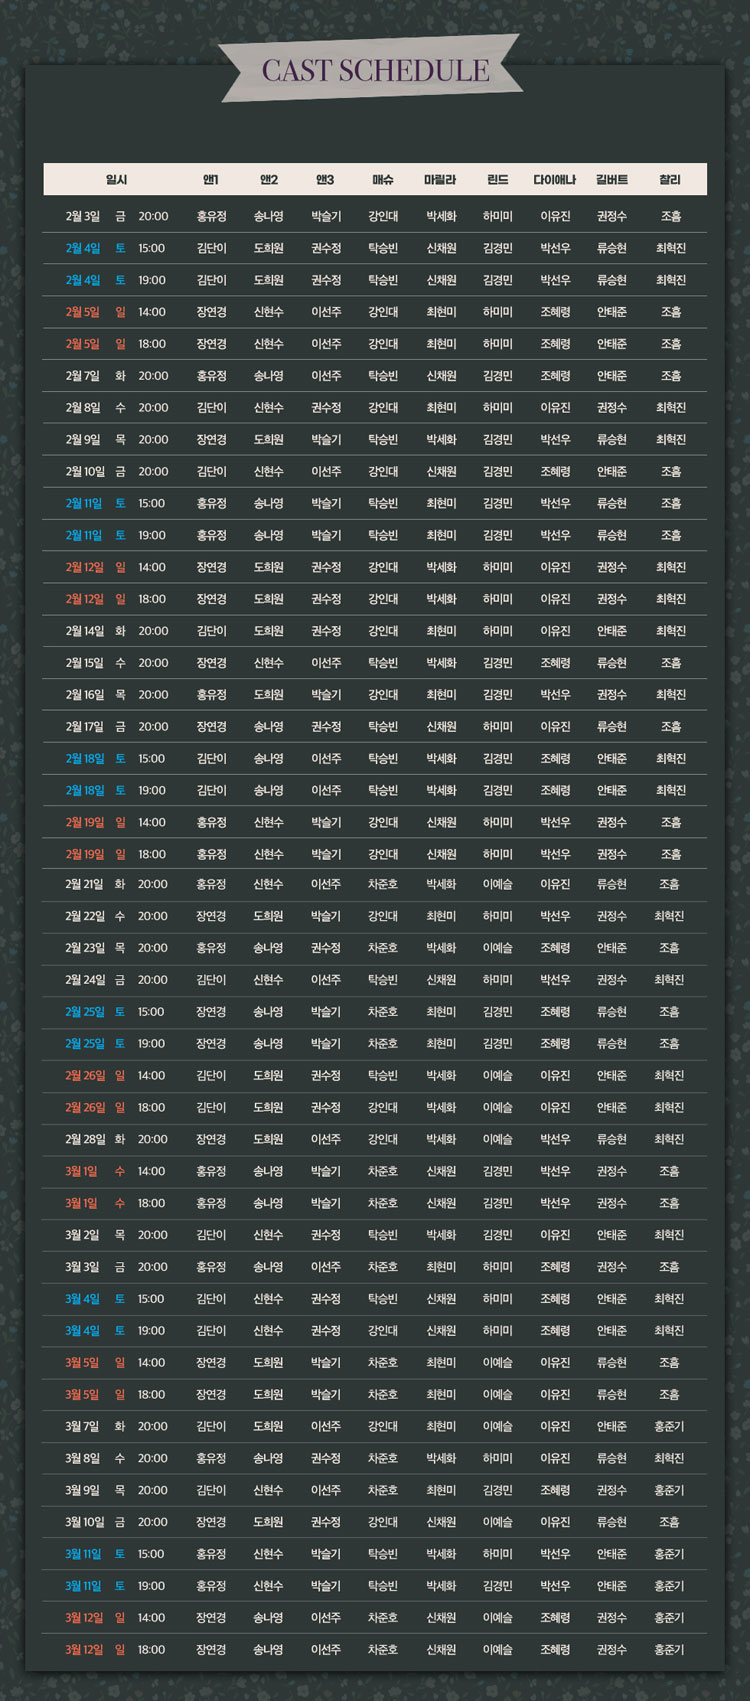 CAST SCHEDULE
일시 앤1 앤2 앤3 매슈 마릴라 린드 다이애나 길버트 찰리
2월 3일 금 20:00 홍유정 송나영 박슬기 강인대 박세화 하미미 이유진 권정수 조흠
2월 4일 토 15:00 김단이 도희원 권수정 탁승빈 신채원 김경민 박선우 류승현 최혁진
2월 4일 토 19:00 김단이 도희원 권수정 탁승빈 신채원 김경민 박선우 류승현 최혁진
2월 5일 일 14:00 장연경 신현수 이선주 강인대 최현미 하미미 조혜령 안태준 조흠
2월 5일 일 18:00 장연경 신현수 이선주 강인대 최현미 하미미 조혜령 안태준 조흠
2월 7일 화 20:00 홍유정 송나영 이선주 탁승빈 신채원 김경민 조혜령 안태준 조흠
2월 8일 수 20:00 김단이 신현수 권수정 강인대 최현미 하미미 이유진 권정수 최혁진
2월 9일 목 20:00 장연경 도희원 박슬기 탁승빈 박세화 김경민 박선우 류승현 최혁진
2월 10일 금 20:00 김단이 신현수 이선주 강인대 신채원 김경민 조혜령 안태준 조흠
2월 11일 토 15:00 홍유정 송나영 박슬기 탁승빈 최현미 김경민 박선우 류승현 조흠
2월 11일 토 19:00 홍유정 송나영 박슬기 탁승빈 최현미 김경민 박선우 류승현 조흠
2월 12일 일 14:00 장연경 도희원 권수정 강인대 박세화 하미미 이유진 권정수 최혁진
2월 12일 일 18:00 장연경 도희원 권수정 강인대 박세화 하미미 이유진 권정수 최혁진
2월 14일 화 20:00 김단이 도희원 권수정 강인대 최현미 하미미 이유진 안태준 최혁진
2월 15일 수 20:00 장연경 신현수 이선주 탁승빈 박세화 김경민 조혜령 류승현 조흠
2월 16일 목 20:00 홍유정 도희원 박슬기 강인대 최현미 김경민 박선우 권정수 최혁진
2월 17일 금 20:00 장연경 송나영 권수정 탁승빈 신채원 하미미 이유진 류승현 조흠
2월 18일 토 15:00 김단이 송나영 이선주 탁승빈 박세화 김경민 조혜령 안태준 최혁진
2월 18일 토 19:00 김단이 송나영 이선주 탁승빈 박세화 김경민 조혜령 안태준 최혁진
2월 19일 일 14:00 홍유정 신현수 박슬기 강인대 신채원 하미미 박선우 권정수 조흠
2월 19일 일 18:00 홍유정 신현수 박슬기 강인대 신채원 하미미 박선우 권정수 조흠
2월 21일 화 20:00 홍유정 신현수 이선주 차준호 박세화 이예슬 이유진 류승현 조흠
2월 22일 수 20:00 장연경 도희원 박슬기 강인대 최현미 하미미 박선우 권정수 최혁진
2월 23일 목 20:00 홍유정 송나영 권수정 차준호 박세화 이예슬 조혜령 안태준 조흠
2월 24일 금 20:00 김단이 신현수 이선주 탁승빈 신채원 하미미 박선우 권정수 최혁진
2월 25일 토 15:00 장연경 송나영 박슬기 차준호 최현미 김경민 조혜령 류승현 조흠
2월 25일 토 19:00 장연경 송나영 박슬기 차준호 최현미 김경민 조혜령 류승현 조흠
2월 26일 일 14:00 김단이 도희원 권수정 탁승빈 박세화 이예슬 이유진 안태준 최혁진
2월 26일 일 18:00 김단이 도희원 권수정 강인대 박세화 이예슬 이유진 안태준 최혁진
2월 28일 화 20:00 장연경 도희원 이선주 강인대 박세화 이예슬 박선우 류승현 최혁진
3월 1일 수 14:00 홍유정 송나영 박슬기 차준호 신채원 김경민 박선우 권정수 조흠
3월 1일 수 18:00 홍유정 송나영 박슬기 차준호 신채원 김경민 박선우 권정수 조흠
3월 2일 목 20:00 김단이 신현수 권수정 탁승빈 박세화 김경민 이유진 안태준 최혁진
3월 3일 금 20:00 홍유정 송나영 이선주 차준호 최현미 하미미 조혜령 권정수 조흠
3월 4일 토 15:00 김단이 신현수 권수정 탁승빈 신채원 하미미 조혜령 안태준 최혁진
3월 4일 토 19:00 김단이 신현수 권수정 강인대 신채원 하미미 조혜령 안태준 최혁진
3월 5일 일 14:00 장연경 도희원 박슬기 차준호 최현미 이예슬 이유진 류승현 조흠
3월 5일 일 18:00 장연경 도희원 박슬기 차준호 최현미 이예슬 이유진 류승현 조흠
3월 7일 화 20:00 김단이 도희원 이선주 강인대 최현미 이예슬 이유진 안태준 홍준기
3월 8일 수 20:00 홍유정 송나영 권수정 차준호 박세화 하미미 이유진 류승현 최혁진
3월 9일 목 20:00 김단이 신현수 이선주 차준호 최현미 김경민 조혜령 권정수 홍준기
3월 10일 금 20:00 장연경 도희원 권수정 강인대 신채원 이예슬 이유진 류승현 조흠
3월 11일 토 15:00 홍유정 신현수 박슬기 탁승빈 박세화 하미미 박선우 안태준 홍준기
3월 11일 토 19:00 홍유정 신현수 박슬기 탁승빈 박세화 김경민 박선우 안태준 홍준기
3월 12일 일 14:00 장연경 송나영 이선주 차준호 신채원 이예슬 조혜령 권정수 홍준기
3월 12일 일 18:00 장연경 송나영 이선주 차준호 신채원 이예슬 조혜령 권정수 홍준기